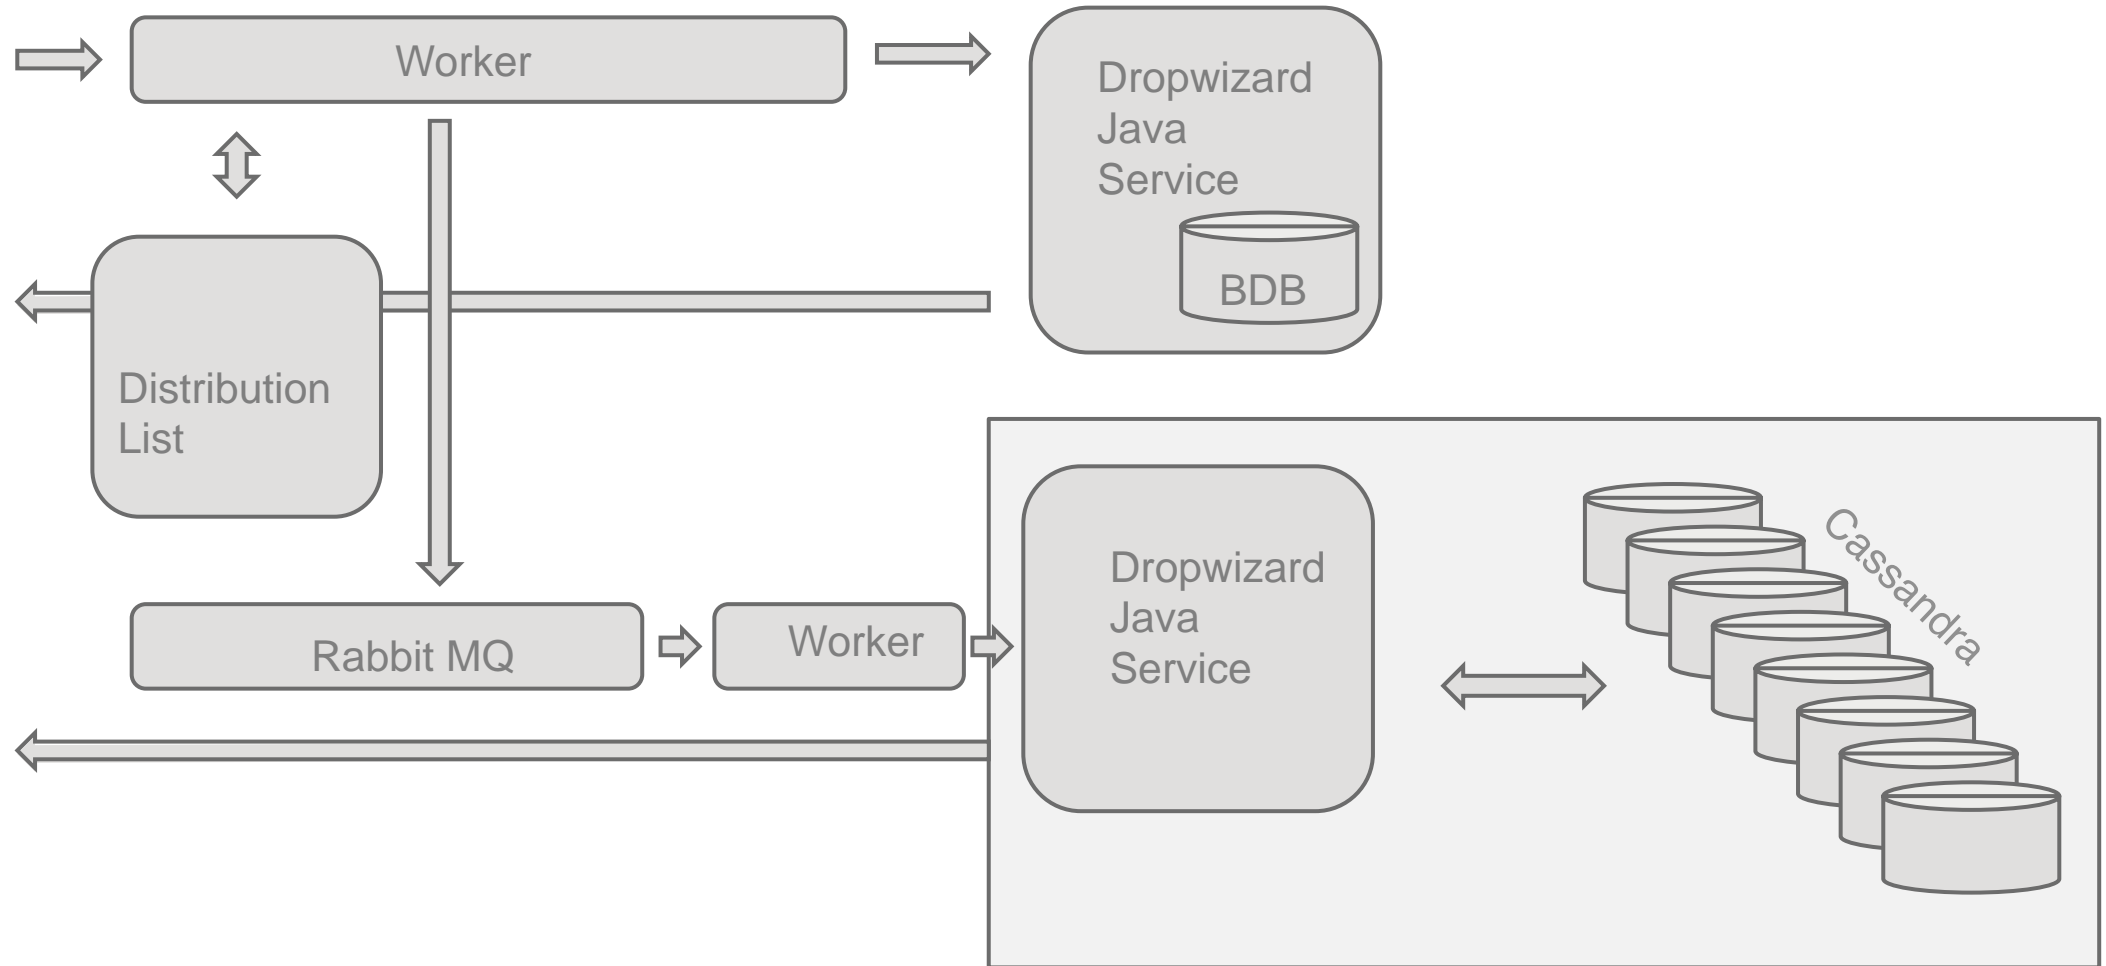 Worker
Dropwizard
Java
Service
BDB
Distribution
List
Dropwizard
Java
Service
Cassandra
Rabbit MQ
Worker